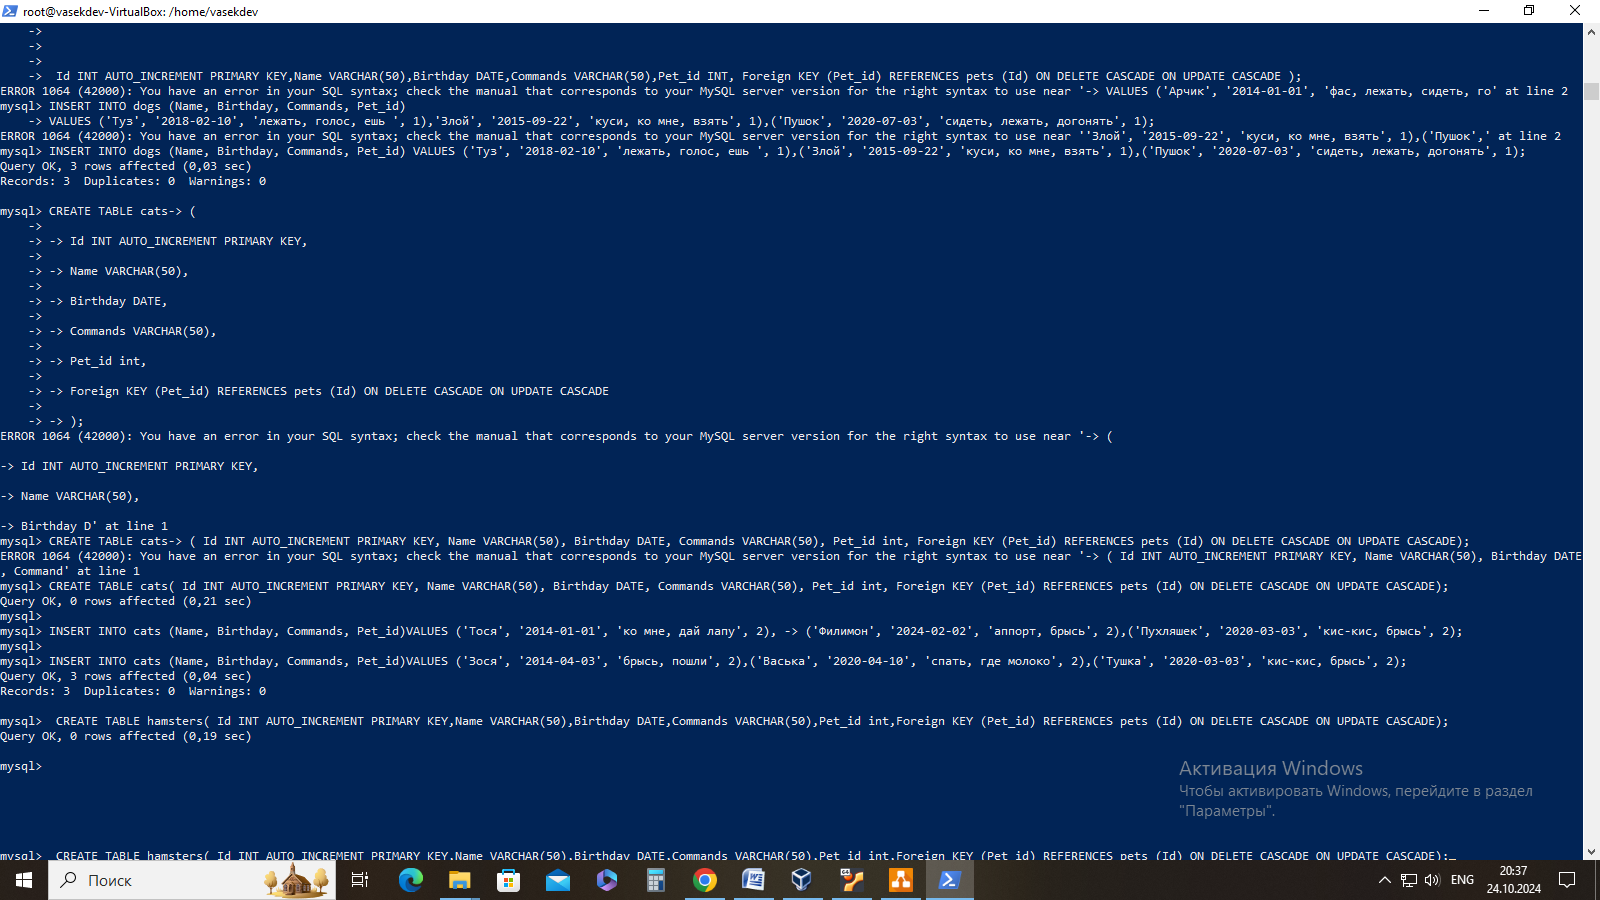 root@vasekdev-VirtualBox: /home/vasekdev
->
->
->
->  Id INT AUTO_INCREMENT PRIMARY KEY,Name VARCHAR(50),Birthday DATE,Commands VARCHAR(50),Pet_id INT, Foreign KEY (Pet_id) REFERENCES pets (Id) ON DELETE CASCADE ON UPDATE CASCADE );
ERROR 1064 (42000): You have an error in your SQL syntax; check the manual that corresponds to your MySQL server version for the right syntax to use near '-> VALUES ('Арчик', '2014-01-01', 'фас, лежать, сидеть, го' at line 2
mysql> INSERT INTO dogs (Name, Birthday, Commands, Pet_id)
-> VALUES ('Туз', '2018-02-10', 'лежать, голос, ешь ', 1),'Злой', '2015-09-22', 'куси, ко мне, взять', 1),('Пушок', '2020-07-03', 'сидеть, лежать, догонять', 1);
ERROR 1064 (42000): You have an error in your SQL syntax; check the manual that corresponds to your MySQL server version for the right syntax to use near ''Злой', '2015-09-22', 'куси, ко мне, взять', 1),('Пушок',' at line 2
mysql> INSERT INTO dogs (Name, Birthday, Commands, Pet_id) VALUES ('Туз', '2018-02-10', 'лежать, голос, ешь ', 1),('Злой', '2015-09-22', 'куси, ко мне, взять', 1),('Пушок', '2020-07-03', 'сидеть, лежать, догонять', 1);
Query OK, 3 rows affected (0,03 sec)
Records: 3  Duplicates: 0  Warnings: 0
mysql> CREATE TABLE cats-> (
->
-> -> Id INT AUTO_INCREMENT PRIMARY KEY,
->
-> -> Name VARCHAR(50),
->
-> -> Birthday DATE,
->
-> -> Commands VARCHAR(50),
->
-> -> Pet_id int,
->
-> -> Foreign KEY (Pet_id) REFERENCES pets (Id) ON DELETE CASCADE ON UPDATE CASCADE
->
-> -> );
ERROR 1064 (42000): You have an error in your SQL syntax; check the manual that corresponds to your MySQL server version for the right syntax to use near '-> (
-> Id INT AUTO_INCREMENT PRIMARY KEY,
-> Name VARCHAR(50),
-> Birthday D' at line 1
mysql> CREATE TABLE cats-> ( Id INT AUTO_INCREMENT PRIMARY KEY, Name VARCHAR(50), Birthday DATE, Commands VARCHAR(50), Pet_id int, Foreign KEY (Pet_id) REFERENCES pets (Id) ON DELETE CASCADE ON UPDATE CASCADE);
ERROR 1064 (42000): You have an error in your SQL syntax; check the manual that corresponds to your MySQL server version for the right syntax to use near '-> ( Id INT AUTO_INCREMENT PRIMARY KEY, Name VARCHAR(50), Birthday DATE
, Command' at line 1
mysql> CREATE TABLE cats( Id INT AUTO_INCREMENT PRIMARY KEY, Name VARCHAR(50), Birthday DATE, Commands VARCHAR(50), Pet_id int, Foreign KEY (Pet_id) REFERENCES pets (Id) ON DELETE CASCADE ON UPDATE CASCADE);
Query OK, 0 rows affected (0,21 sec)
mysql>
mysql> INSERT INTO cats (Name, Birthday, Commands, Pet_id)VALUES ('Тося', '2014-01-01', 'ко мне, дай лапу', 2), -> ('Филимон', '2024-02-02', 'аппорт, брысь', 2),('Пухляшек', '2020-03-03', 'кис-кис, брысь', 2);
mysql>
mysql> INSERT INTO cats (Name, Birthday, Commands, Pet_id)VALUES ('Зося', '2014-04-03', 'брысь, пошли', 2),('Васька', '2020-04-10', 'спать, где молоко', 2),('Тушка', '2020-03-03', 'кис-кис, брысь', 2);
Query OK, 3 rows affected (0,04 sec)
Records: 3  Duplicates: 0  Warnings: 0
mysql>  CREATE TABLE hamsters( Id INT AUTO_INCREMENT PRIMARY KEY,Name VARCHAR(50),Birthday DATE,Commands VARCHAR(50),Pet_id int,Foreign KEY (Pet_id) REFERENCES pets (Id) ON DELETE CASCADE ON UPDATE CASCADE);
Query OK, 0 rows affected (0,19 sec)
mysql>
Активация Windows
Чтобы активировать Windows, перейдите в раздел
"Параметры".
mysql>  CREATE TABLE hamsters( Id INT AUTO_INCREMENT PRIMARY KEY,Name VARCHAR(50),Birthday DATE,Commands VARCHAR(50),Pet_id int,Foreign KEY (Pet_id) REFERENCES pets (Id) ON DELETE CASCADE ON UPDATE CASCADE);_
Поиск
64
ENG
20:37
24.10.2024